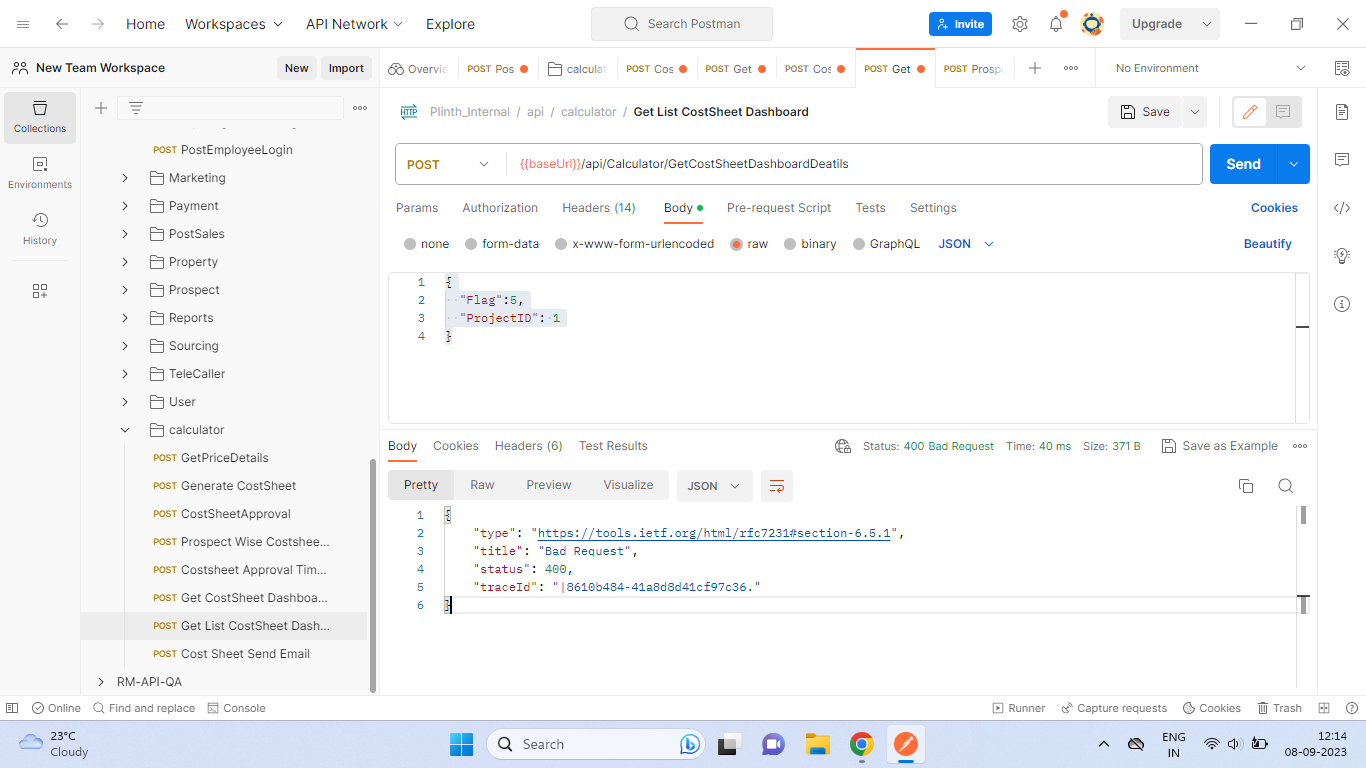 Home Workspaces API Network Explore Search Postman Invite Upgrade
New Team Workspace New Import Overvie POST Pos calculat POST Cos POST Get POST Cos POST Get POST Prosp No Environment
Collections
Environments
History
POST PostEmployeeLogin
Marketing
Payment
PostSales
Property
Prospect
Reports
Sourcing
TeleCaller
User
calculator
POST GetPriceDetails
POST Generate CostSheet
POST CostSheetApproval
POST Prospect Wise Costshee...
POST Costsheet Approval Tim...
POST Get CostSheet Dashboa...
POST Get List CostSheet Dash...
POST Cost Sheet Send Email
RM-API-QA
HTTP Plinth_Internal / api / calculator / Get List CostSheet Dashboard Save
POST {{baseUrl}}/api/Calculator/GetCostSheetDashboardDeatils Send
Params Authorization Headers (14) Body Pre-request Script Tests Settings Cookies
none form-data x-www-form-urlencoded raw binary GraphQL JSON Beautify
1 {
2 "Flag":5,
3 "ProjectID": 1
4 }
Body Cookies Headers (6) Test Results Status: 400 Bad Request Time: 40 ms Size: 371 B Save as Example
Pretty Raw Preview Visualize JSON
1 {
2 "type": "https://tools.ietf.org/html/rfc7231#section-6.5.1",
3 "title": "Bad Request",
4 "status": 400,
5 "traceId": "|8610b484-41a8d8d41cf97c36."
6 }
Online Find and replace Console Runner Capture requests Cookies Trash
23°C
Cloudy
Search
ENG
IN
12:14
08-09-2023